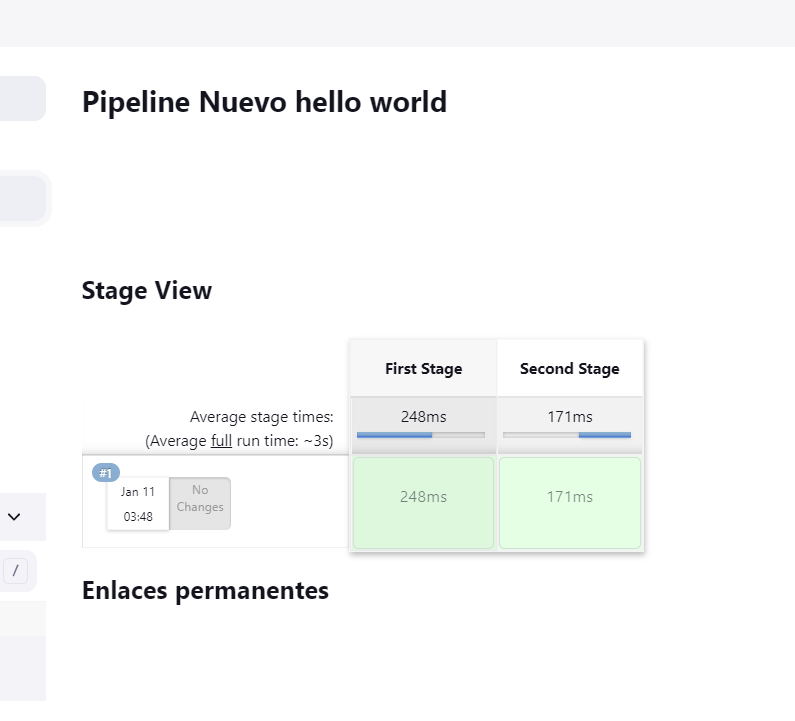 Pipeline Nuevo hello world
Stage View
First Stage
Second Stage
Average stage times:
(Average full run time: ~3s)
248ms
171ms
#1
Jan 11
03:48
No
Changes
248ms
171ms
/
Enlaces permanentes